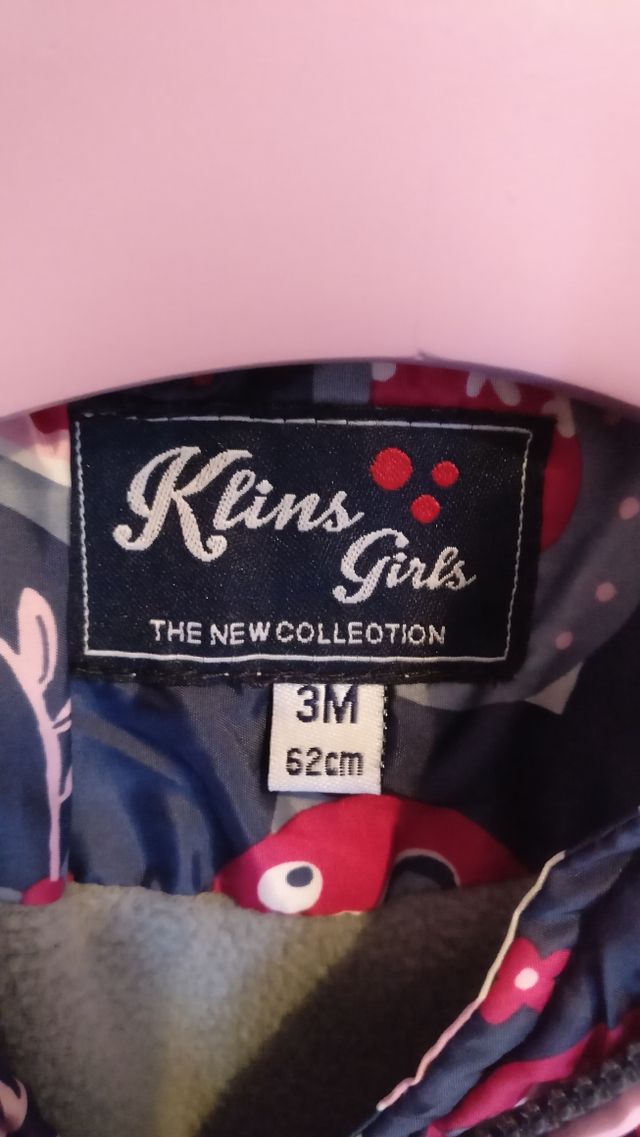 Klins
Girls
THE NEW COLLECTION
3M
62cm